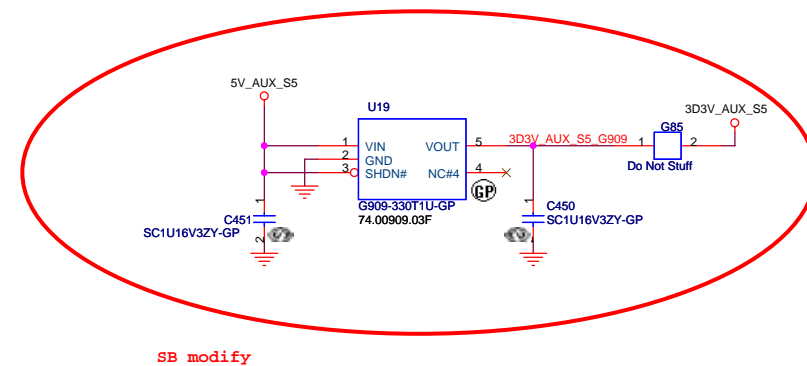 5V_AUX_S5
U19
3D3V_AUX_S5
G85
1 VIN VOUT 5 3D3V_AUX_S5_G909 1 2
2 GND
3 SHDN# NC#4 4
Do Not Stuff
GP
G909-330T1U-GP
74.00909.03F
1 C451
SC1U16V3ZY-GP
2
1 C450
SC1U16V3ZY-GP
2
SB modify